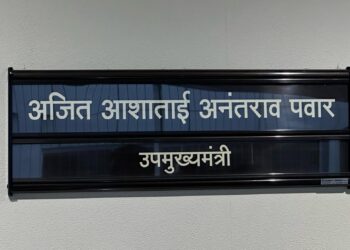 अजित आशाताई अनंतराव पवार
उपमुख्यमंत्री